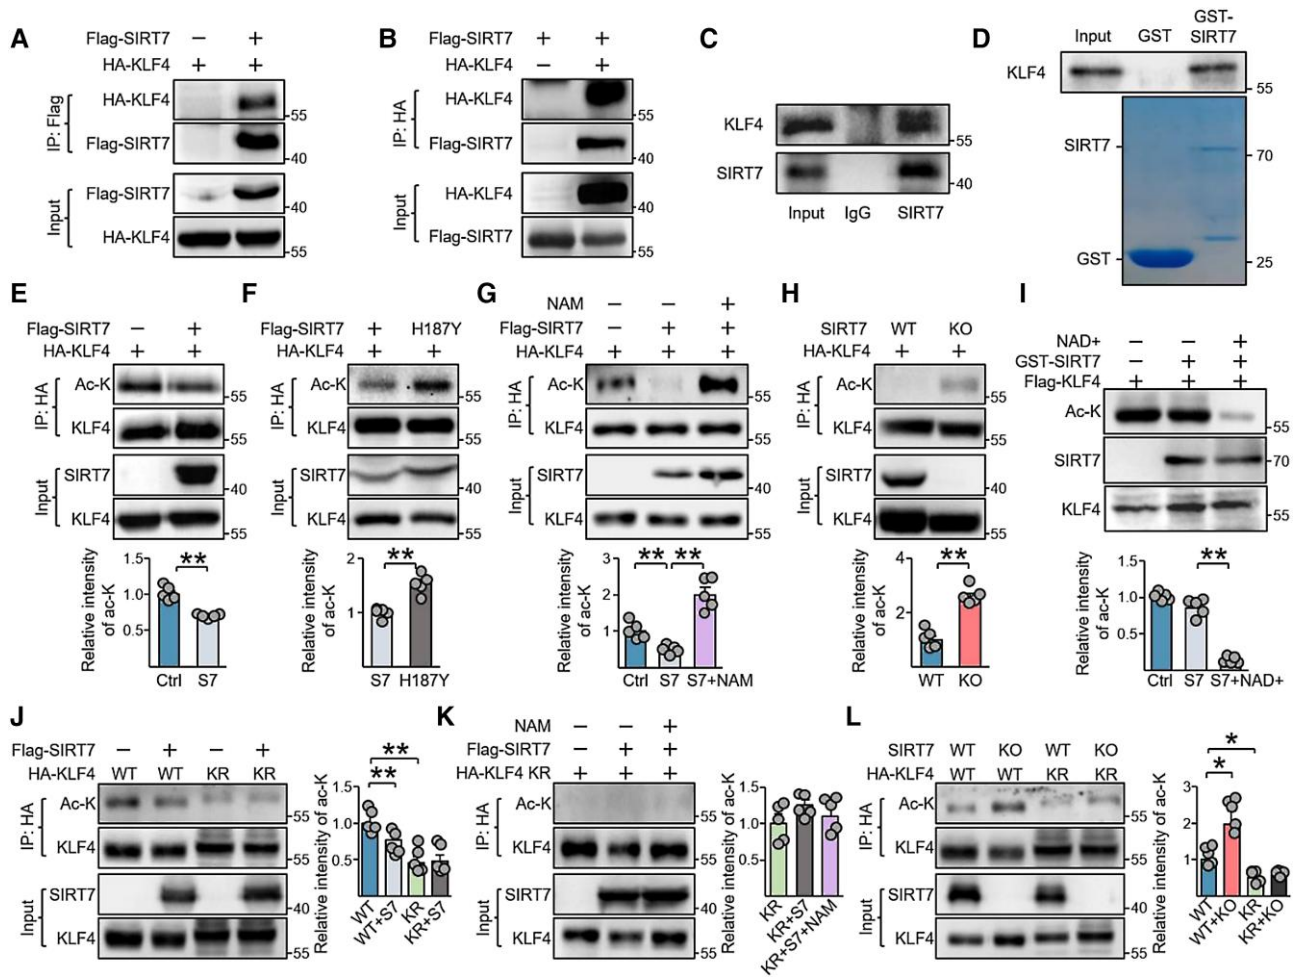 A
Flag-SIRT7 − +
HA-KLF4 + +
IP: Flag
HA-KLF4
55
Flag-SIRT7
40
Input
Flag-SIRT7
40
HA-KLF4
55
B
Flag-SIRT7 + +
HA-KLF4 − +
IP: HA
HA-KLF4
55
Flag-SIRT7
40
Input
HA-KLF4
40
Flag-SIRT7
55
C
KLF4
55
SIRT7
40
Input IgG SIRT7
D
Input GST GST-
SIRT7
KLF4
55
SIRT7
70
GST
25
E
Flag-SIRT7 − +
HA-KLF4 + +
IP: HA
Ac-K
55
KLF4
55
Input
SIRT7
40
KLF4
55
Relative intensity
of ac-K
1.5
1.0
0.5
**
Ctrl S7
F
Flag-SIRT7 + H187Y
HA-KLF4 + +
IP: HA
Ac-K
55
KLF4
55
Input
SIRT7
40
KLF4
55
Relative intensity
of ac-K
2
1
**
S7 H187Y
G
NAM − − +
Flag-SIRT7 − + +
HA-KLF4 + + +
IP: HA
Ac-K
55
KLF4
55
Input
SIRT7
40
KLF4
55
Relative intensity
of ac-K
3
2
1
** **
Ctrl S7 S7+NAM
H
SIRT7 WT KO
HA-KLF4 + +
IP: HA
Ac-K
55
KLF4
55
Input
SIRT7
40
KLF4
55
Relative intensity
of ac-K
4
2
**
WT KO
I
NAD+ − − +
GST-SIRT7 − + +
Flag-KLF4 + + +
Ac-K
55
SIRT7
70
KLF4
55
Relative intensity
of ac-K
1.5
1.0
0.5
**
Ctrl S7 S7+NAD+
J
Flag-SIRT7 − + − +
HA-KLF4 WT WT KR KR
IP: HA
Ac-K
55
KLF4
55
Input
SIRT7
40
KLF4
55
Relative intensity of ac-K
1.5
1.0
0.5
**
**
WT
WT+S7
KR
KR+S7
K
NAM − − +
Flag-SIRT7 − + +
HA-KLF4 KR + + +
IP: HA
Ac-K
55
KLF4
55
Input
SIRT7
40
KLF4
55
Relative intensity of ac-K
1.5
1.0
0.5
KR
KR+S7
KR+S7+NAM
L
SIRT7 WT KO WT KO
HA-KLF4 WT WT KR KR
IP: HA
Ac-K
55
KLF4
55
Input
SIRT7
40
KLF4
55
Relative intensity of ac-K
3
2
1
*
*
WT
WT+KO
KR
KR+KO